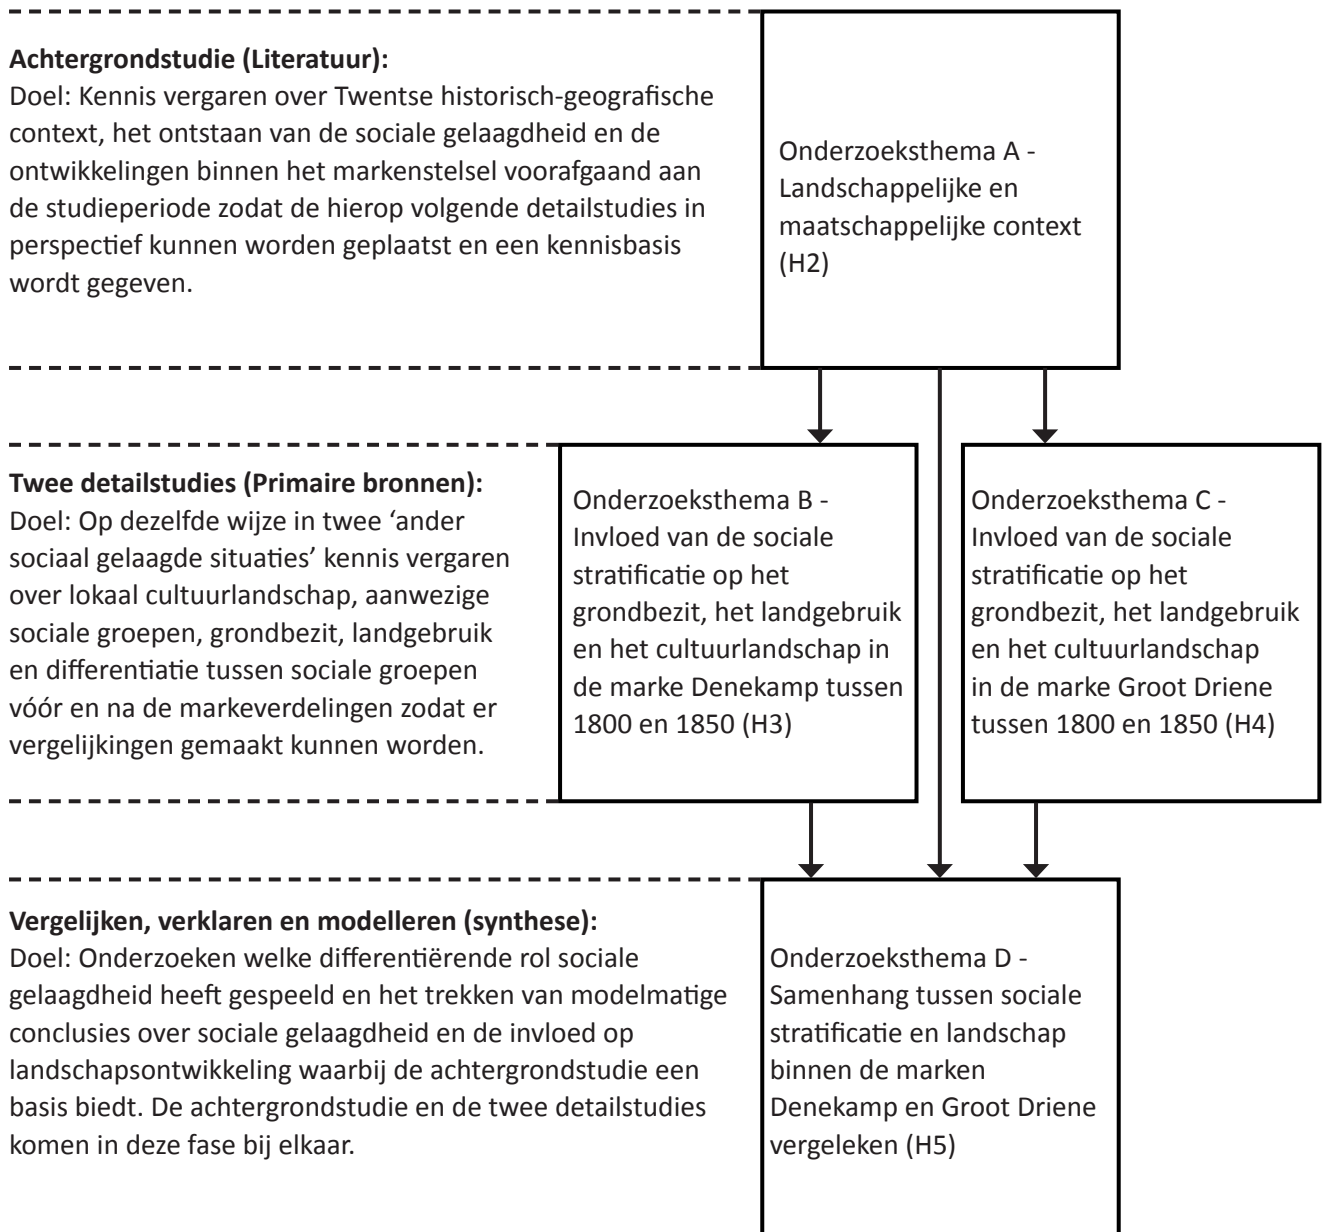 Achtergrondstudie (Literatuur):
Doel: Kennis vergaren over Twentse historisch-geografische
context, het ontstaan van de sociale gelaagdheid en de
ontwikkelingen binnen het markenstelsel voorafgaand aan
de studieperiode zodat de hierop volgende detailstudies in
perspectief kunnen worden geplaatst en een kennisbasis
wordt gegeven.
Onderzoeksthema A -
Landschappelijke en
maatschappelijke context
(H2)
Twee detailstudies (Primaire bronnen):
Doel: Op dezelfde wijze in twee ‘ander
sociaal gelaagde situaties’ kennis vergaren
over lokaal cultuurlandschap, aanwezige
sociale groepen, grondbezit, landgebruik
en differentiatie tussen sociale groepen
vóór en na de markeverdelingen zodat er
vergelijkingen gemaakt kunnen worden.
Onderzoeksthema B -
Invloed van de sociale
stratificatie op het
grondbezit, het landgebruik
en het cultuurlandschap in
de marke Denekamp tussen
1800 en 1850 (H3)
Onderzoeksthema C -
Invloed van de sociale
stratificatie op het
grondbezit, het landgebruik
en het cultuurlandschap
in de marke Groot Driene
tussen 1800 en 1850 (H4)
Vergelijken, verklaren en modelleren (synthese):
Doel: Onderzoeken welke differentiërende rol sociale
gelaagdheid heeft gespeeld en het trekken van modelmatige
conclusies over sociale gelaagdheid en de invloed op
landschapsontwikkeling waarbij de achtergrondstudie een
basis biedt. De achtergrondstudie en de twee detailstudies
komen in deze fase bij elkaar.
Onderzoeksthema D -
Samenhang tussen sociale
stratificatie en landschap
binnen de marken
Denekamp en Groot Driene
vergeleken (H5)